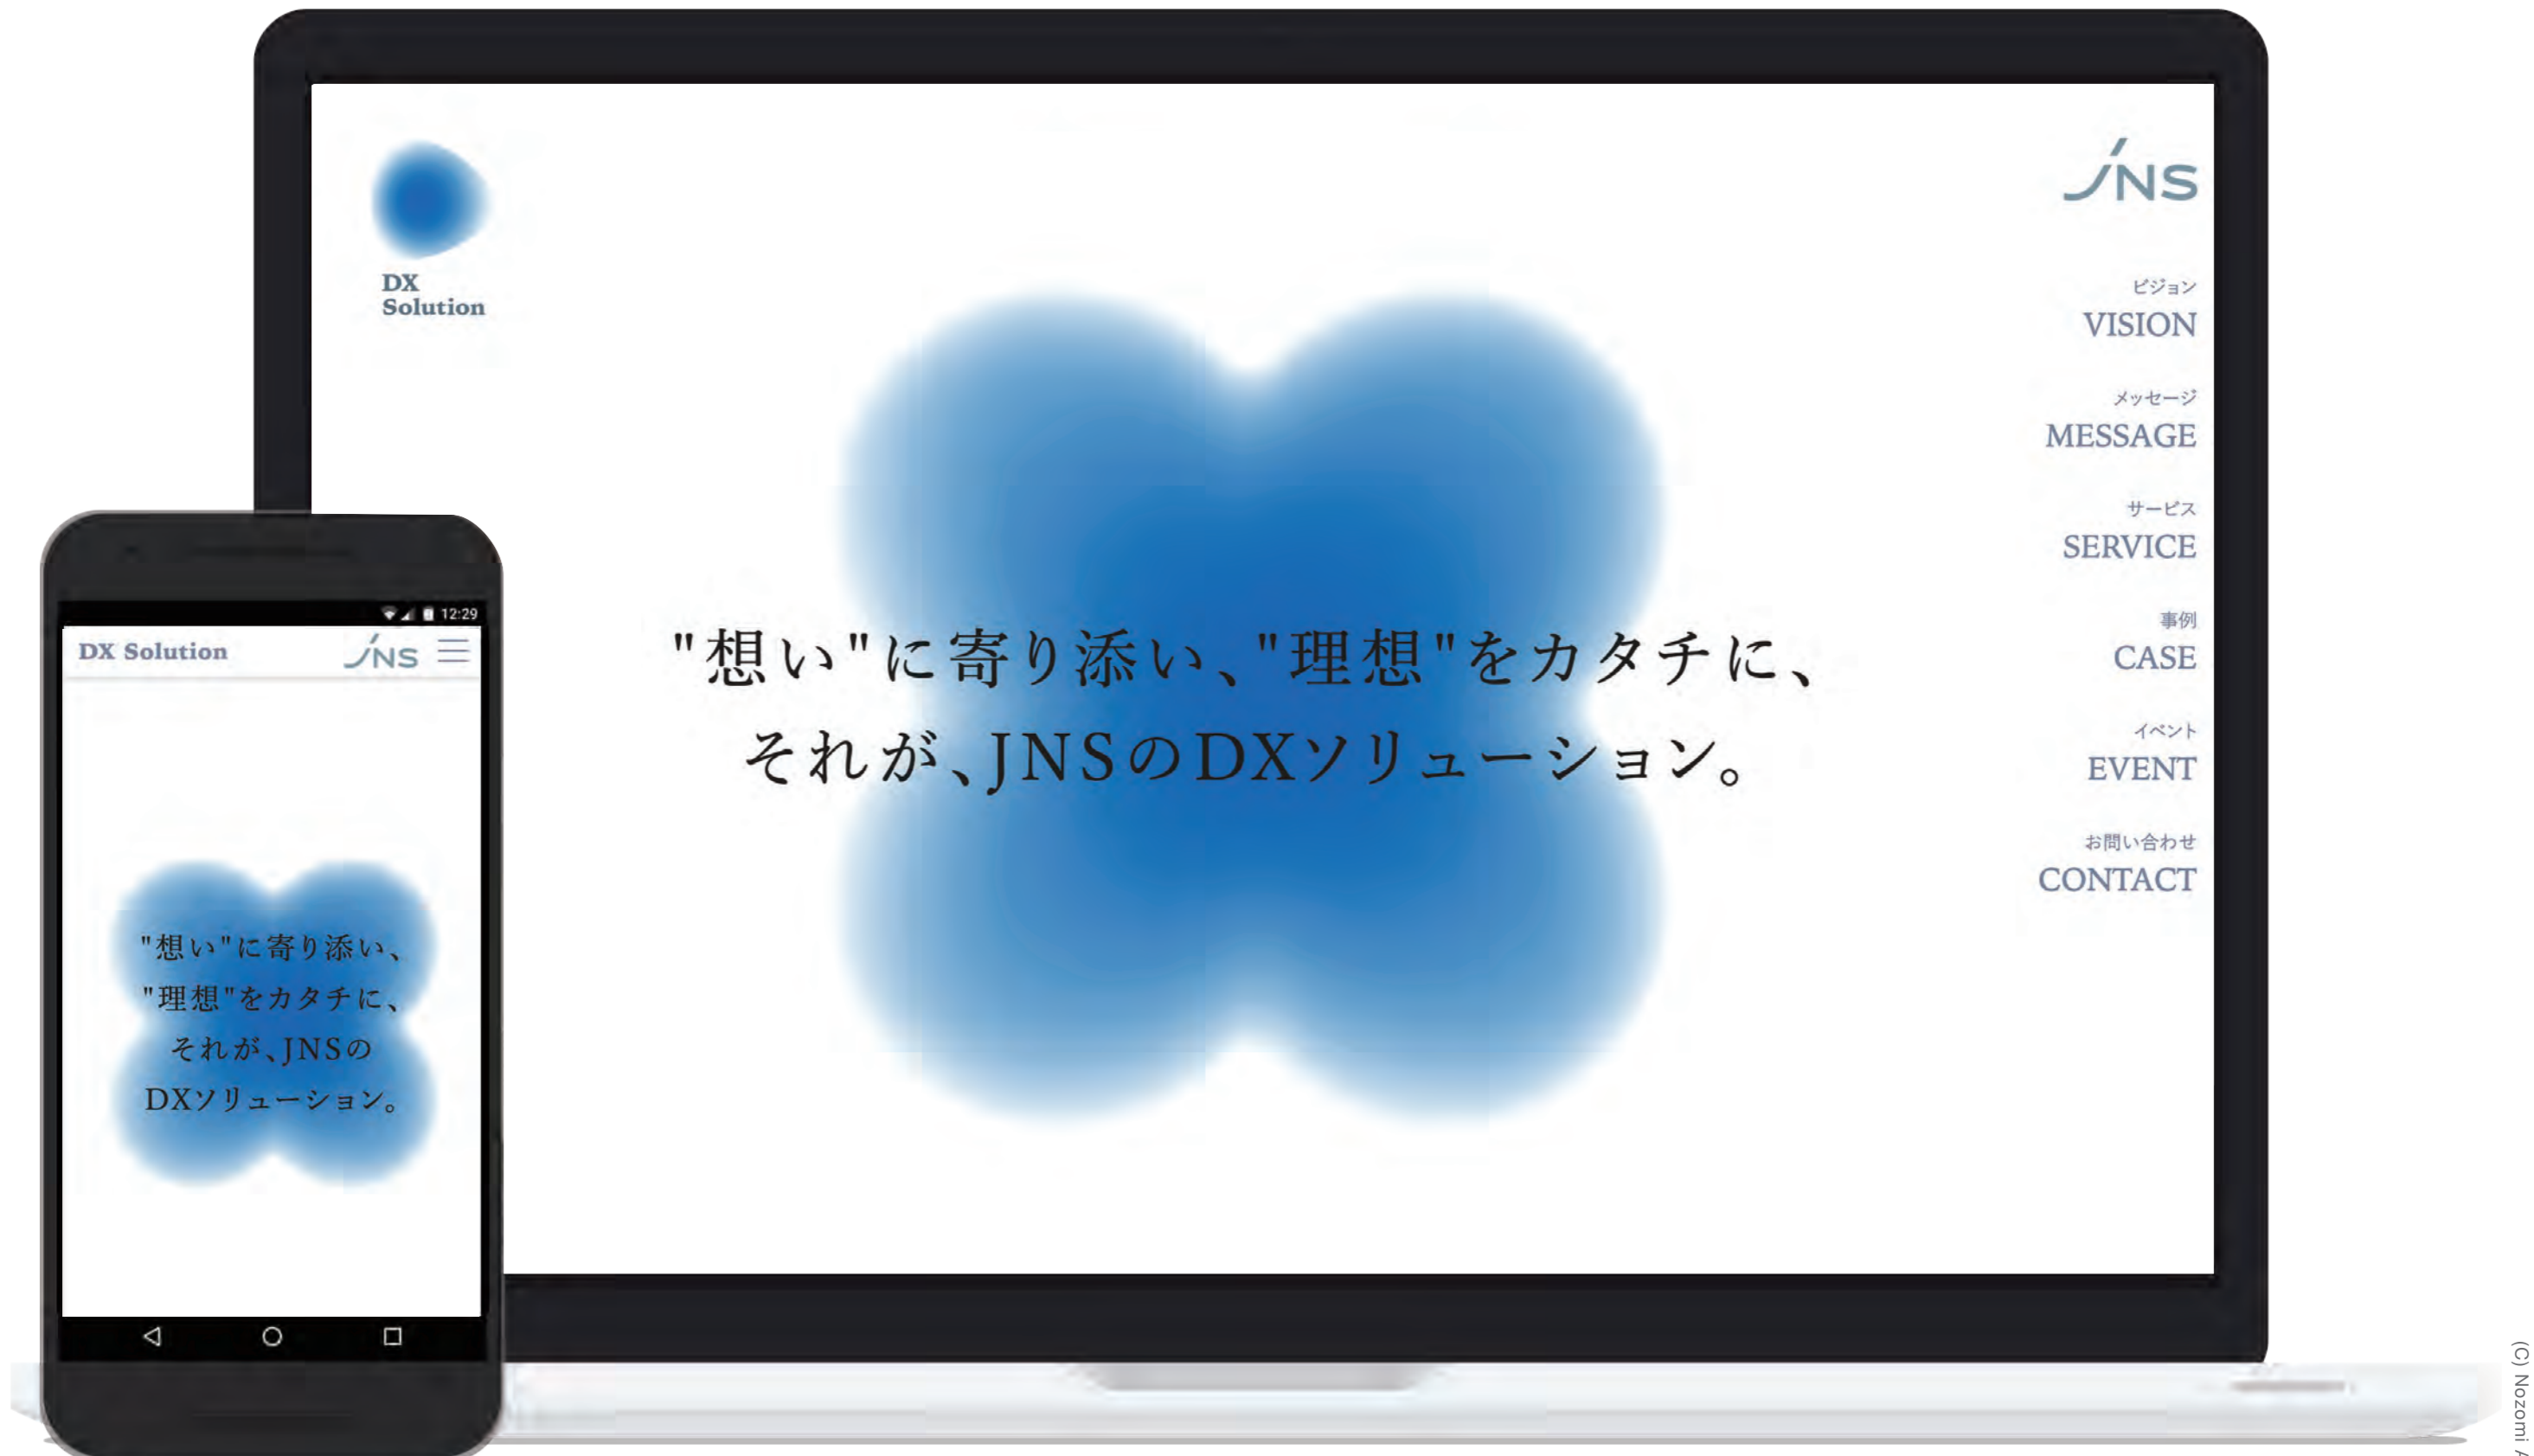 DX
Solution
"想い"に寄り添い、"理想"をカタチに、
それが、JNSのDXソリューション。
JNS
ビジョン
VISION
メッセージ
MESSAGE
サービス
SERVICE
事例
CASE
イベント
EVENT
お問い合わせ
CONTACT
12:29
DX Solution
JNS
"想い"に寄り添い、
"理想"をカタチに、
それが、JNSの
DXソリューション。
(C) Nozomi